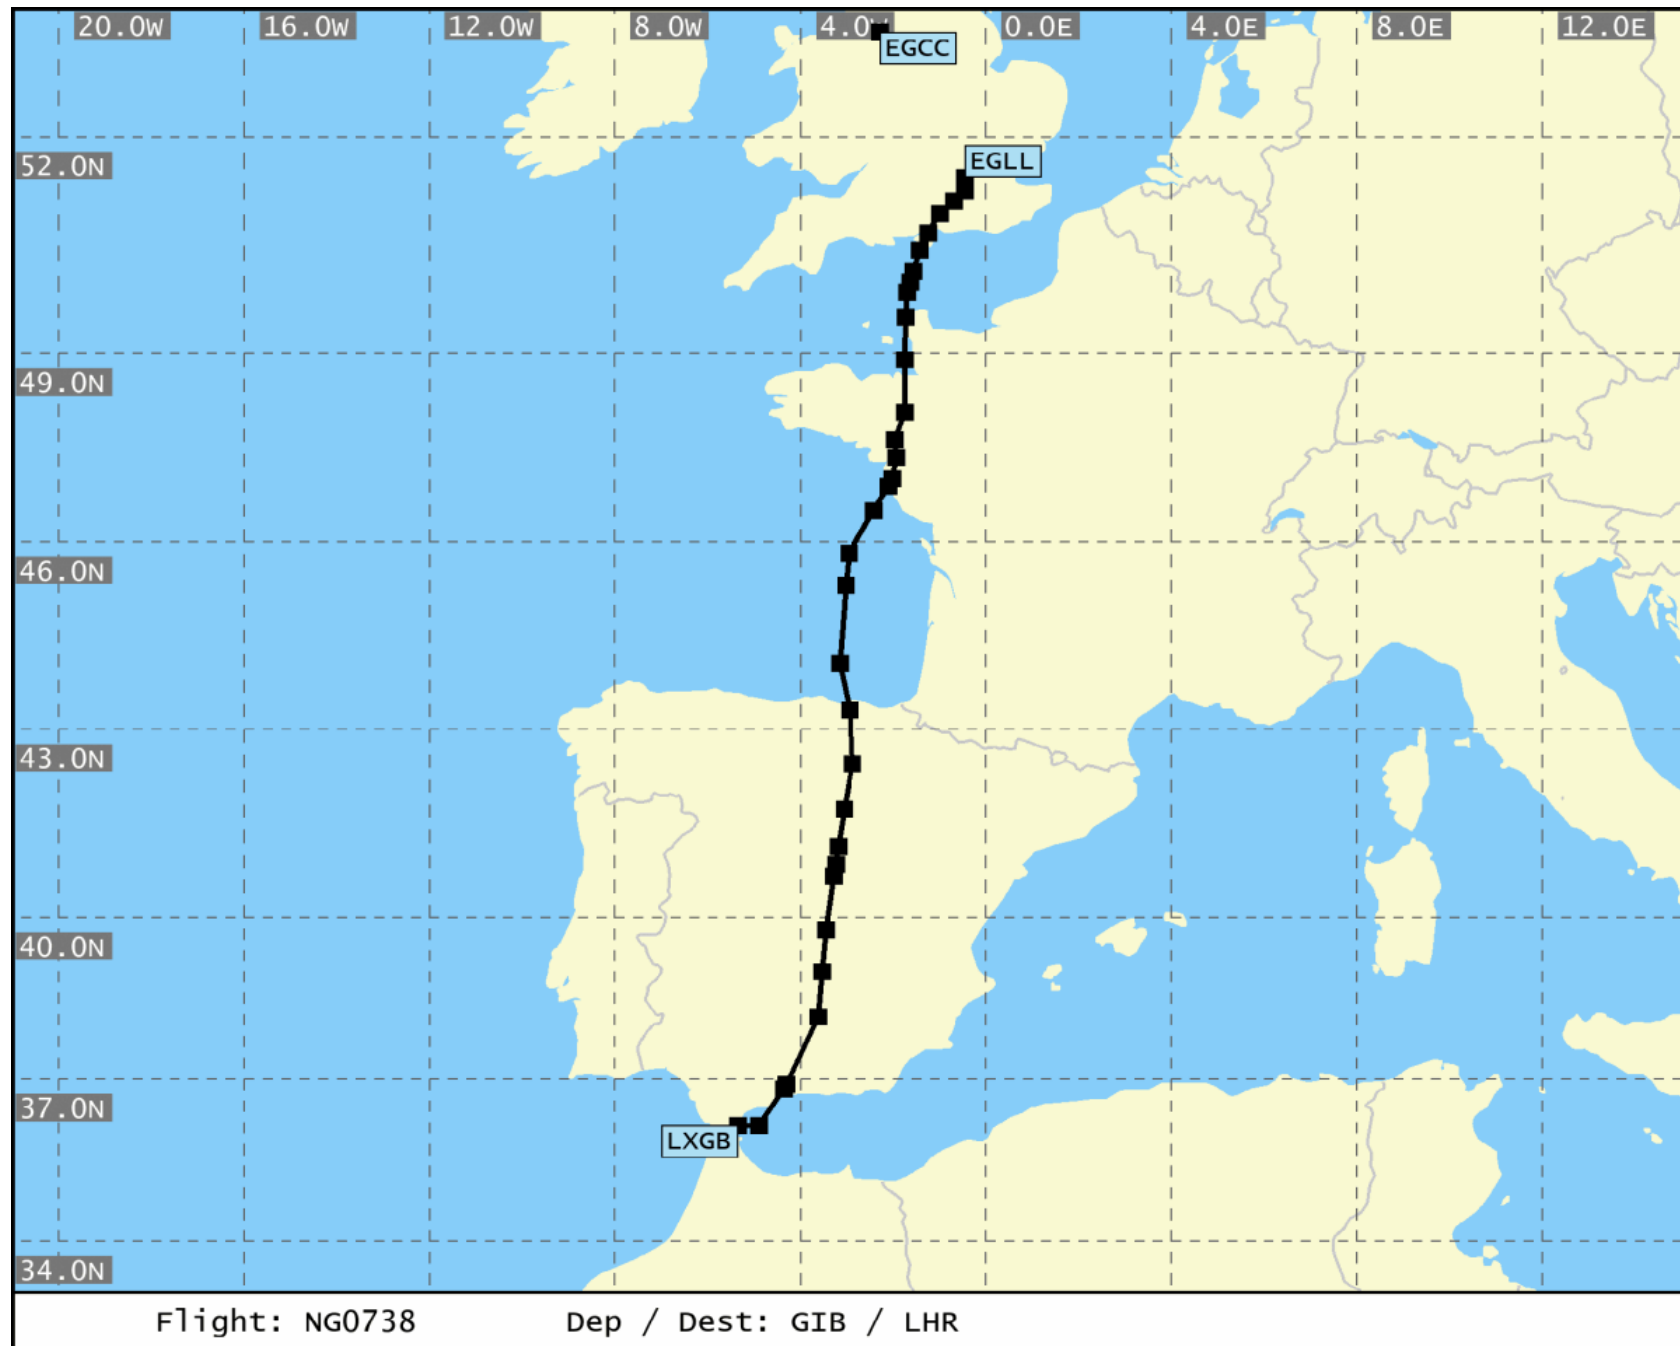 20.0W 16.0W 12.0W 8.0W 4.0 0.0E 4.0E 8.0E 12.0E
EGCC
52.0N
EGLL
49.0N
46.0N
43.0N
40.0N
37.0N
LXGB
34.0N
Flight: NG0738 Dep / Dest: GIB / LHR